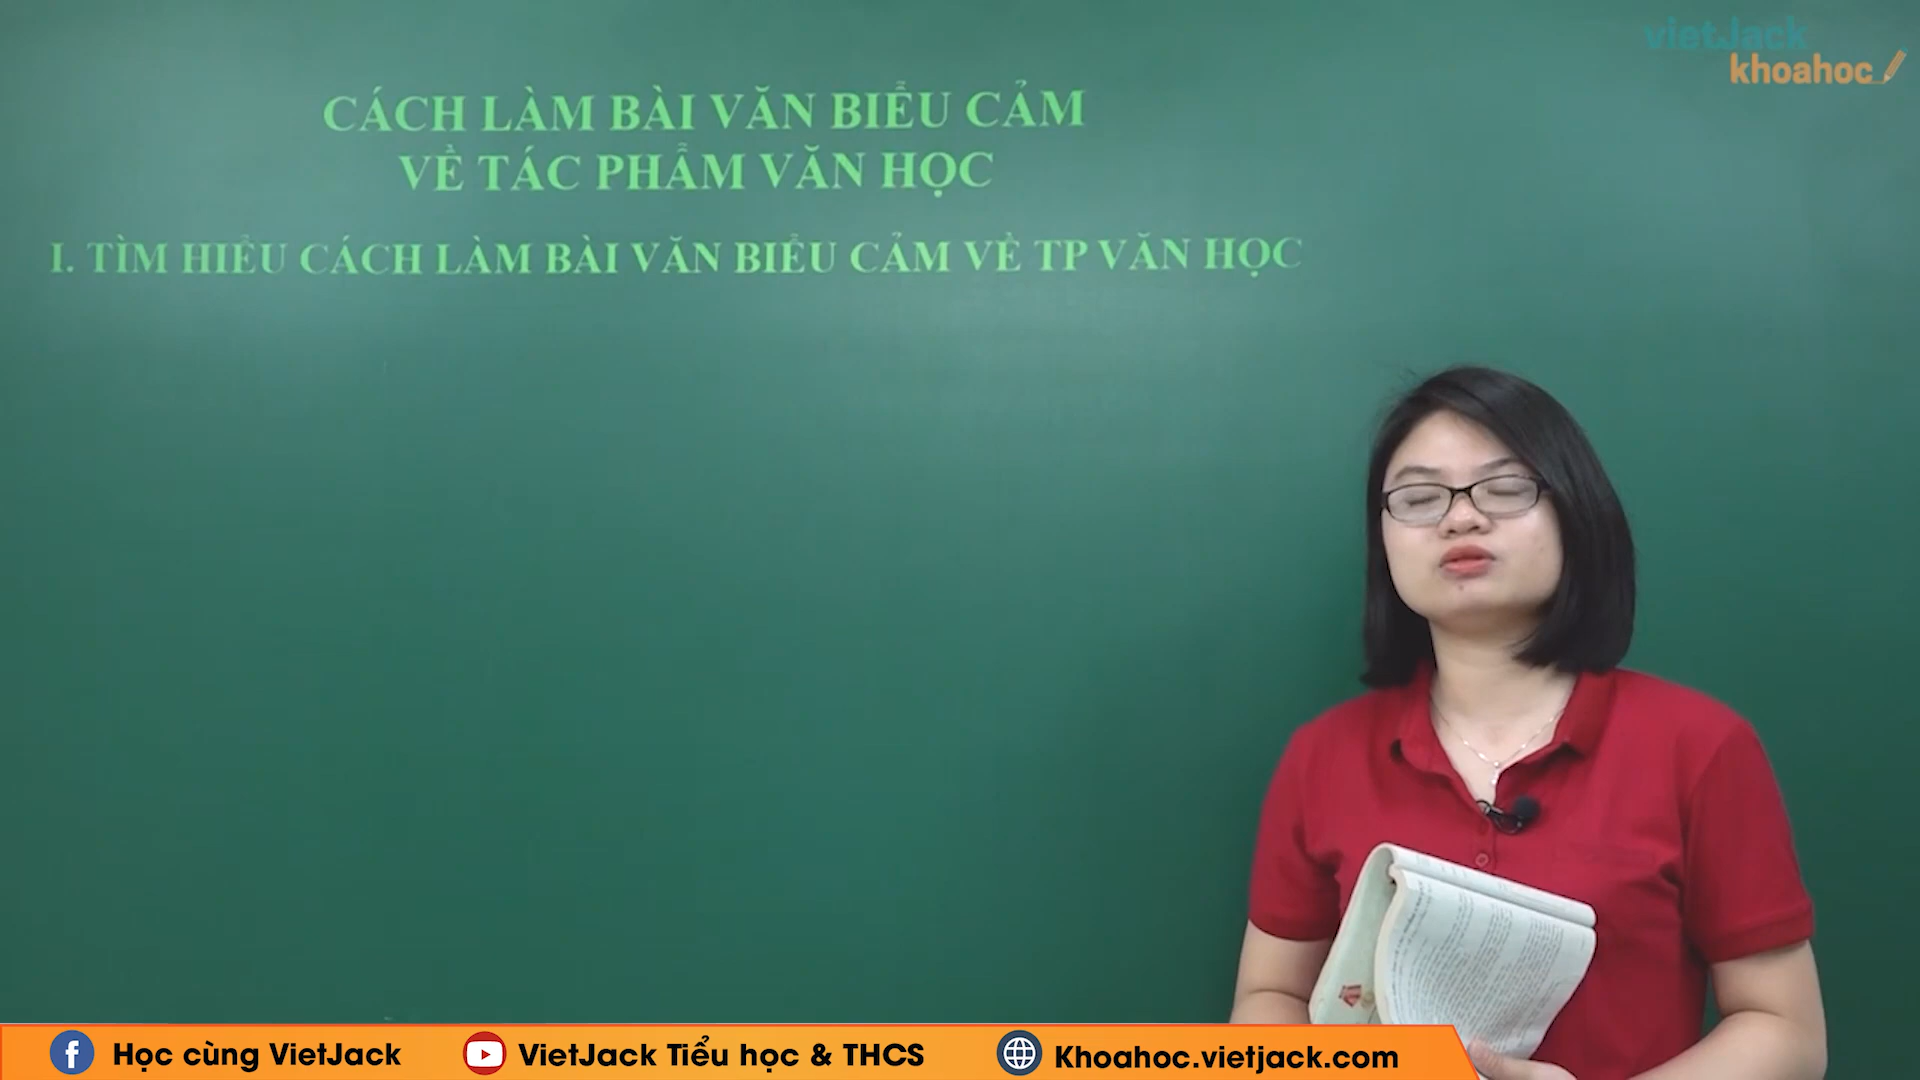 vietJack
khoahoc
CÁCH LÀM BÀI VĂN BIỂU CẢM
VỀ TÁC PHẨM VĂN HỌC
I. TÌM HIỂU CÁCH LÀM BÀI VĂN BIỂU CẢM VỀ TP VĂN HỌC
Học cùng VietJack
VietJack Tiểu học & THCS
Khoahoc.vietjack.com